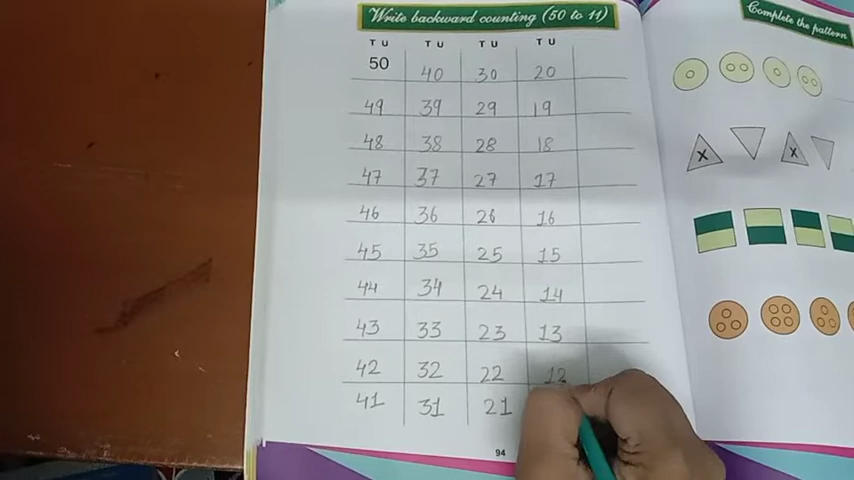 Write backward counting (50 to 11)
Complete the pattern
T U T U T U T U
50 40 30 20
49 39 29 19
48 38 28 18
47 37 27 17
46 36 26 16
45 35 25 15
44 34 24 14
43 33 23 13
42 32 22 12
41 31 21
94
X X